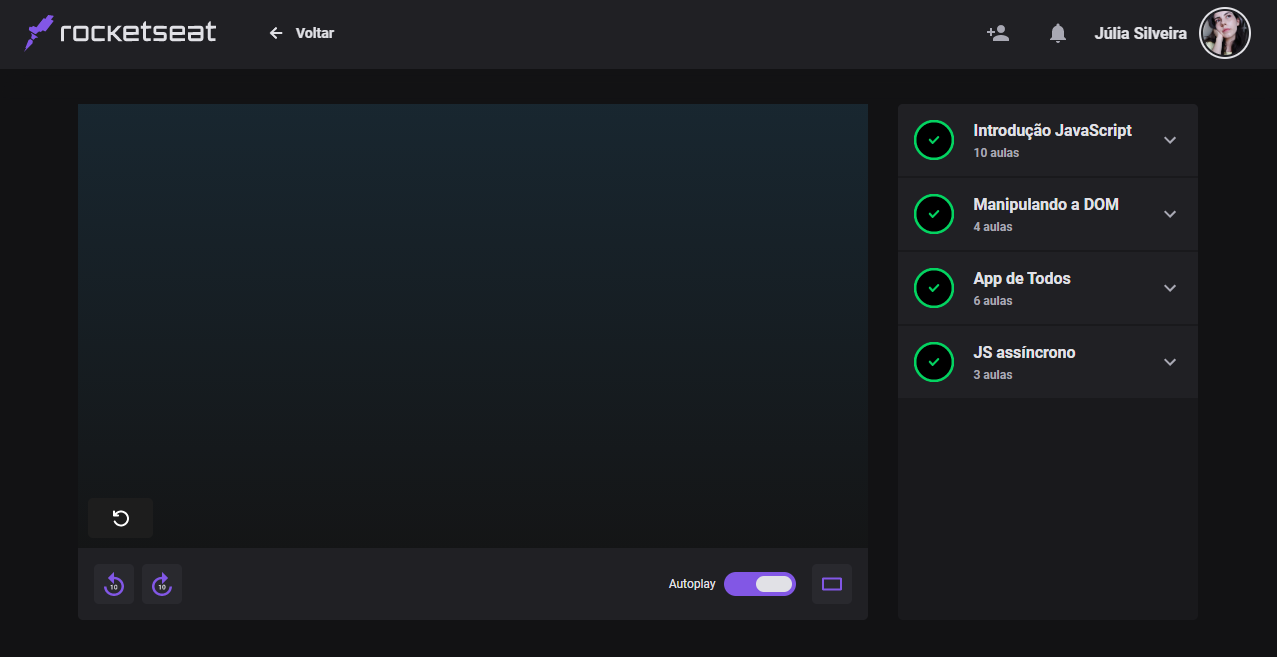 rocketseat
Voltar
Júlia Silveira
Introdução JavaScript
10 aulas
Manipulando a DOM
4 aulas
App de Todos
6 aulas
JS assíncrono
3 aulas
10
10
Autoplay